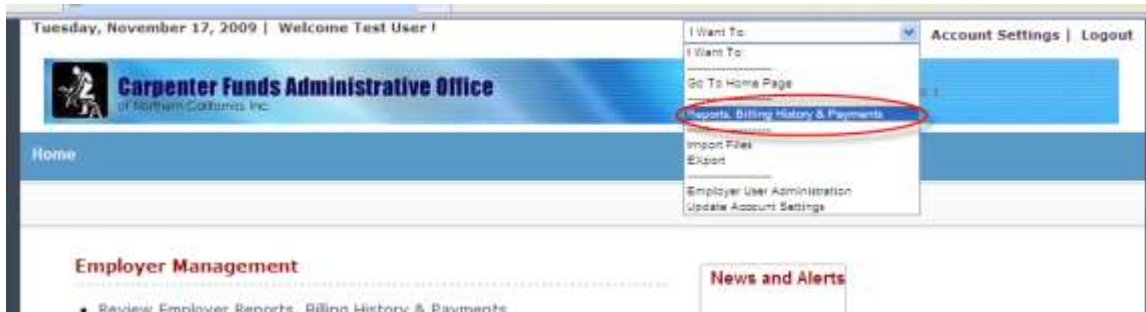 Tuesday, November 17, 2009 | Welcome Test User !
I Want To:
Account Settings | Logout
I Want To:
Go To Home Page
Reports, Billing History & Payments
Import Files
EXport
Employer User Administration
Update Account Settings
Carpenter Funds Administrative Office
of Northern California, Inc.
Home
Employer Management
News and Alerts
• Review Employer Reports, Billing History & Payments